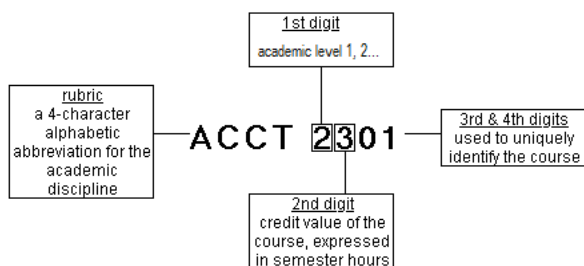 1st digit
academic level 1, 2...
rubric
a 4-character
alphabetic
abbreviation for the
academic
discipline
ACCT 2301
3rd & 4th digits
used to uniquely
identify the course
2nd digit
credit value of the
course, expressed
in semester hours